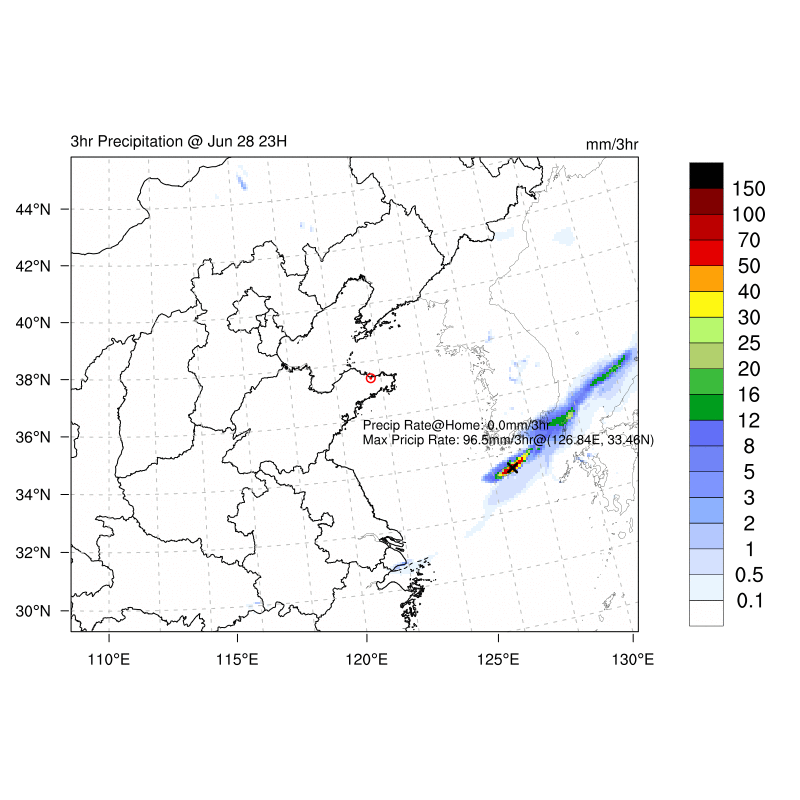 3hr Precipitation @ Jun 28 23H
mm/3hr
44°N
42°N
40°N
38°N
36°N
34°N
32°N
30°N
110°E
115°E
120°E
125°E
130°E
Precip Rate@Home: 0.0mm/3hr
Max Pricip Rate: 96.5mm/3hr@(126.84E, 33.46N)
150
100
70
50
40
30
25
20
16
12
8
5
3
2
1
0.5
0.1